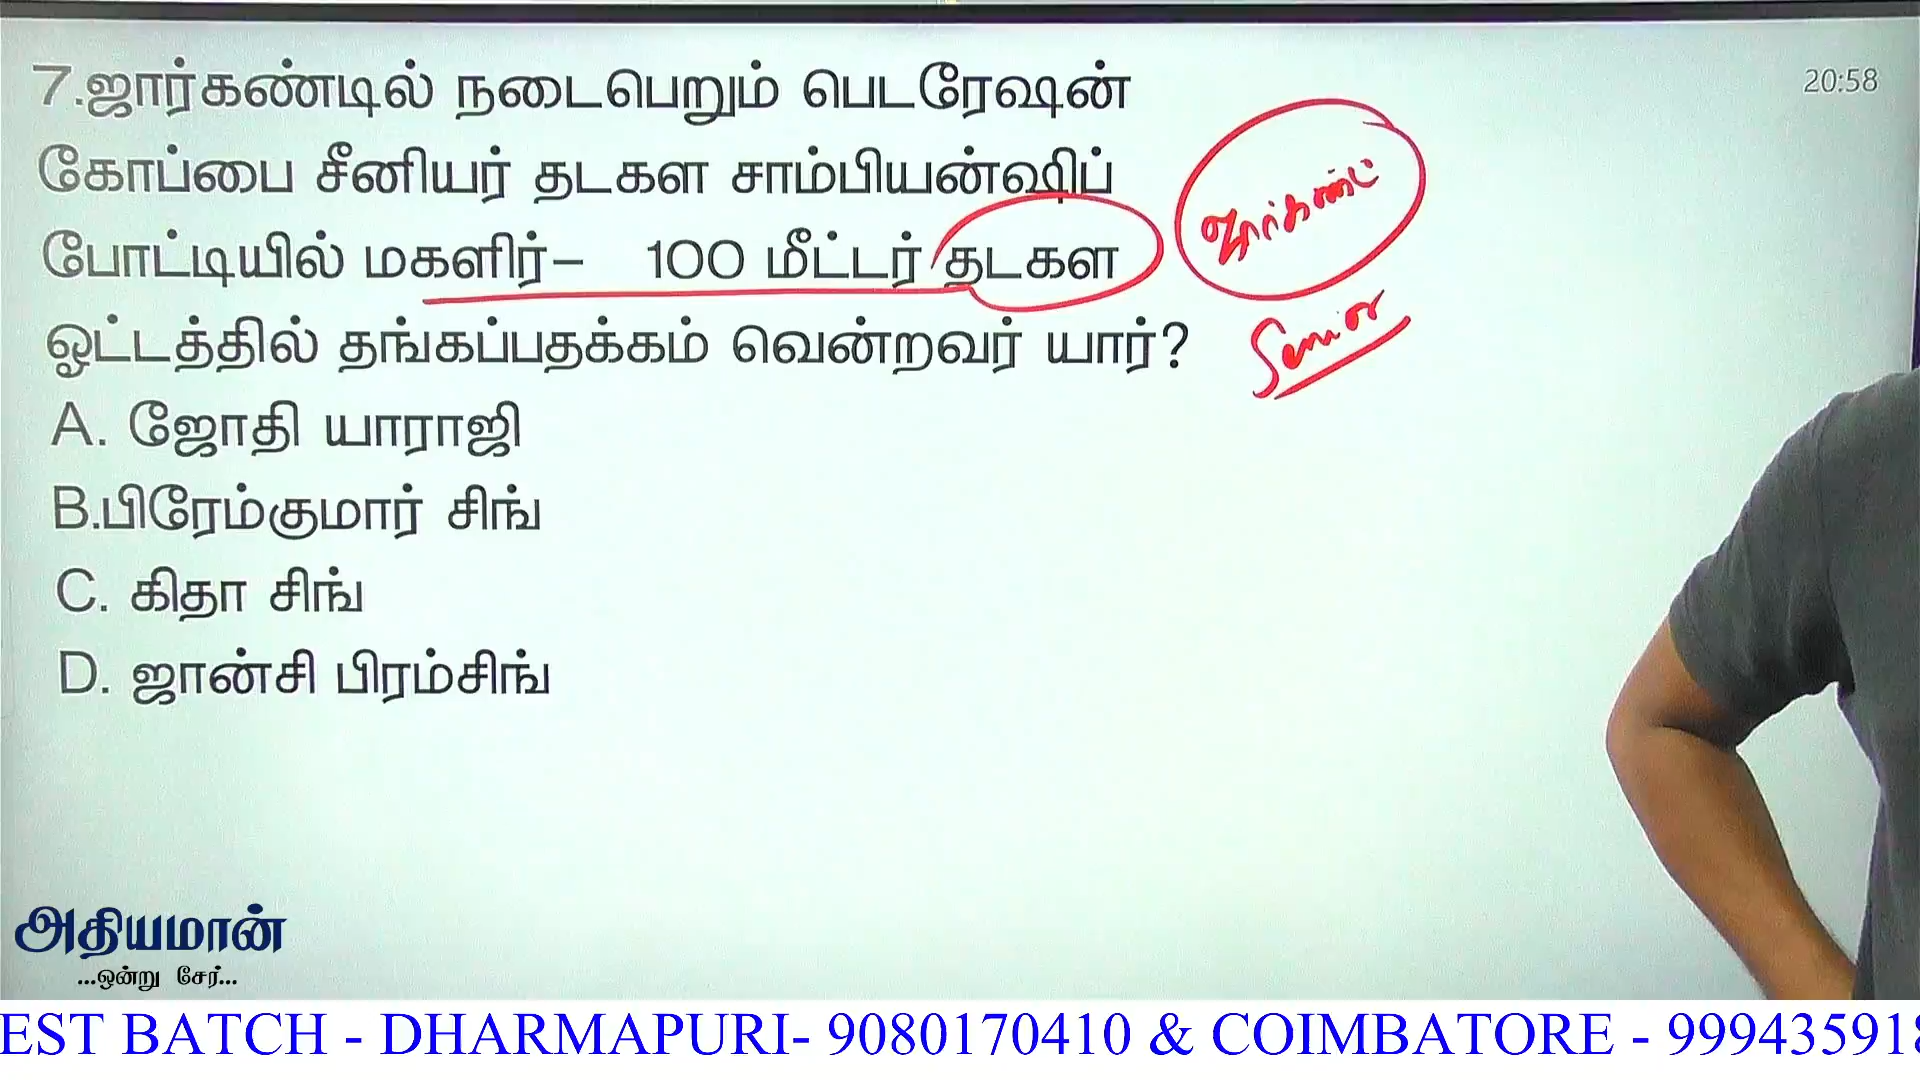 7.ஜார்கண்டில் நடைபெறும் பெடரேஷன்
கோப்பை சீனியர் தடகள சாம்பியன்ஷிப்
போட்டியில் மகளிர்- 100 மீட்டர் தடகள
ஓட்டத்தில் தங்கப்பதக்கம் வென்றவர் யார்?
A. ஜோதி யாராஜி
B.பிரேம்குமார் சிங்
C. கிதா சிங்
D. ஜான்சி பிரம்சிங்
20:58
ஜார்கண்ட்
Senior
அதியமான்
...ஒன்று சேர்...
EST BATCH - DHARMAPURI- 9080170410 & COIMBATORE - 99943591